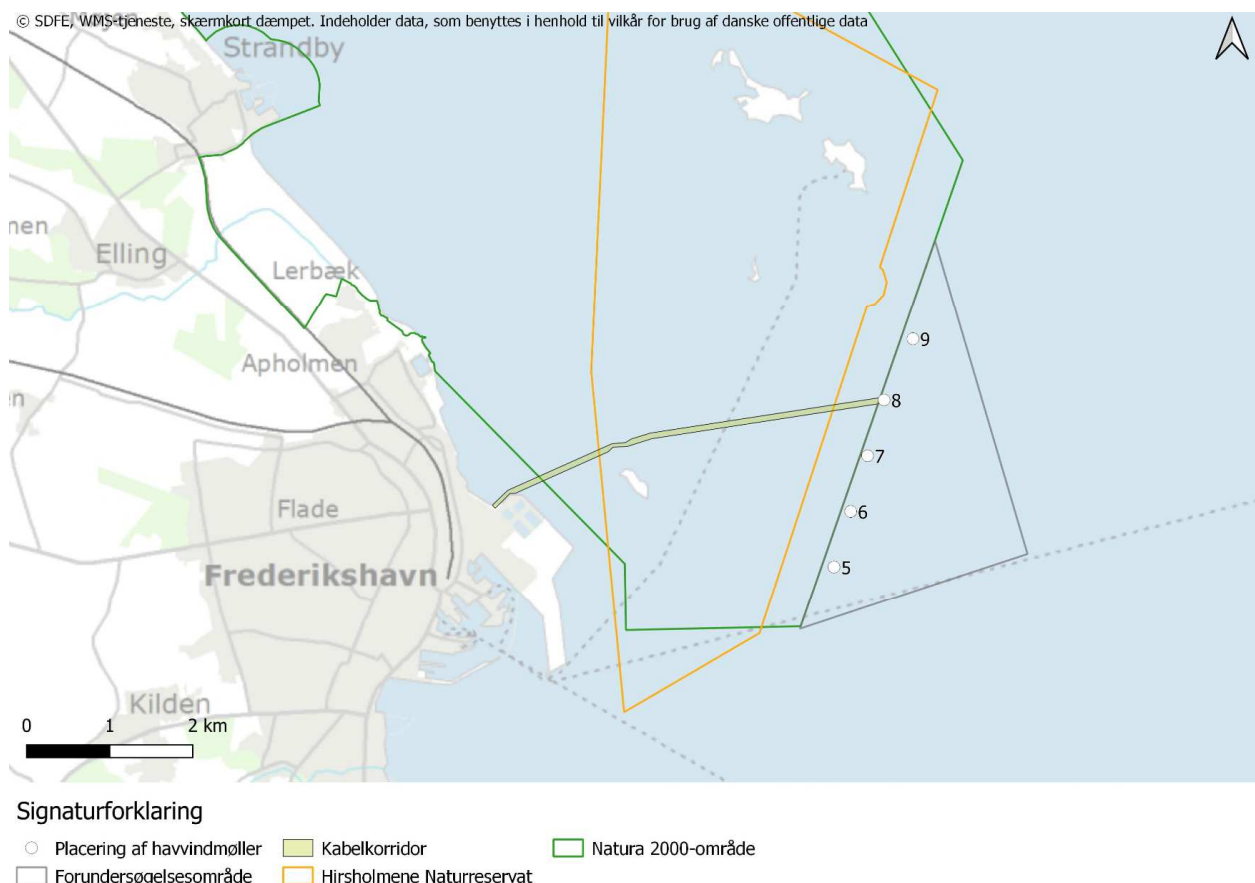 © SDFE, WMS-tjeneste, skærmkort dæmpet. Indeholder data, som benyttes i henhold til vilkår for brug af danske offentlige data
Strandby
nen
Elling
Lerbæk
Apholmen
n
Flade
Frederikshavn
Kilden
9
8
7
6
5
0 1 2 km
Signaturforklaring
Placering af havvindmøller
Kabelkorridor
Natura 2000-område
Forundersøgelsesområde
Hirsholmene Naturreservat